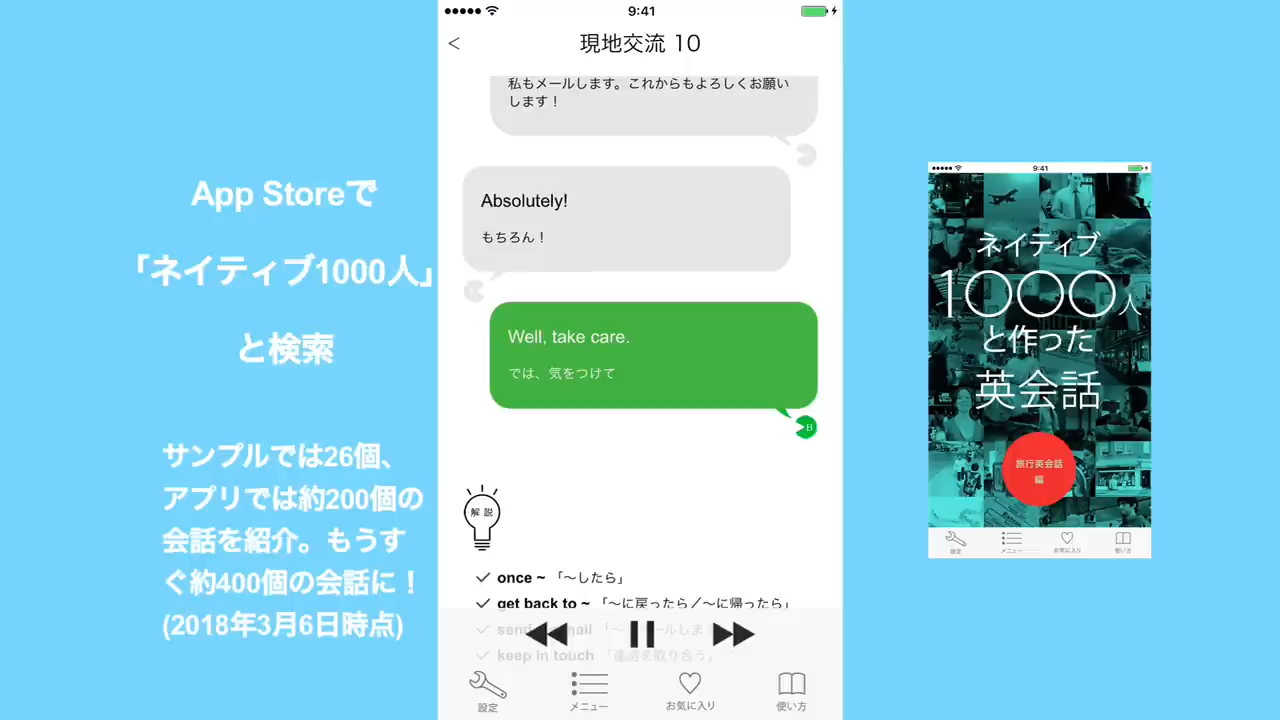 App Storeで
「ネイティブ1000人」
と検索
サンプルでは26個、
アプリでは約200個の
会話を紹介。もうす
ぐ約400個の会話に！
(2018年3月6日時点)
9:41
<
現地交流 10
私もメールします。これからもよろしくお願い
します！
Absolutely!
もちろん！
Well, take care.
では、気をつけて
B
解説
once ~ 「〜したら」
get back to ~ 「〜に戻ったら／〜に帰ったら」
keep in touch 「連絡を取り合う」
設定
メニュー
お気に入り
使い方
9:41
ネイティブ
1000人
と作った
英会話
旅行英会話
編
設定
メニュー
お気に入り
使い方